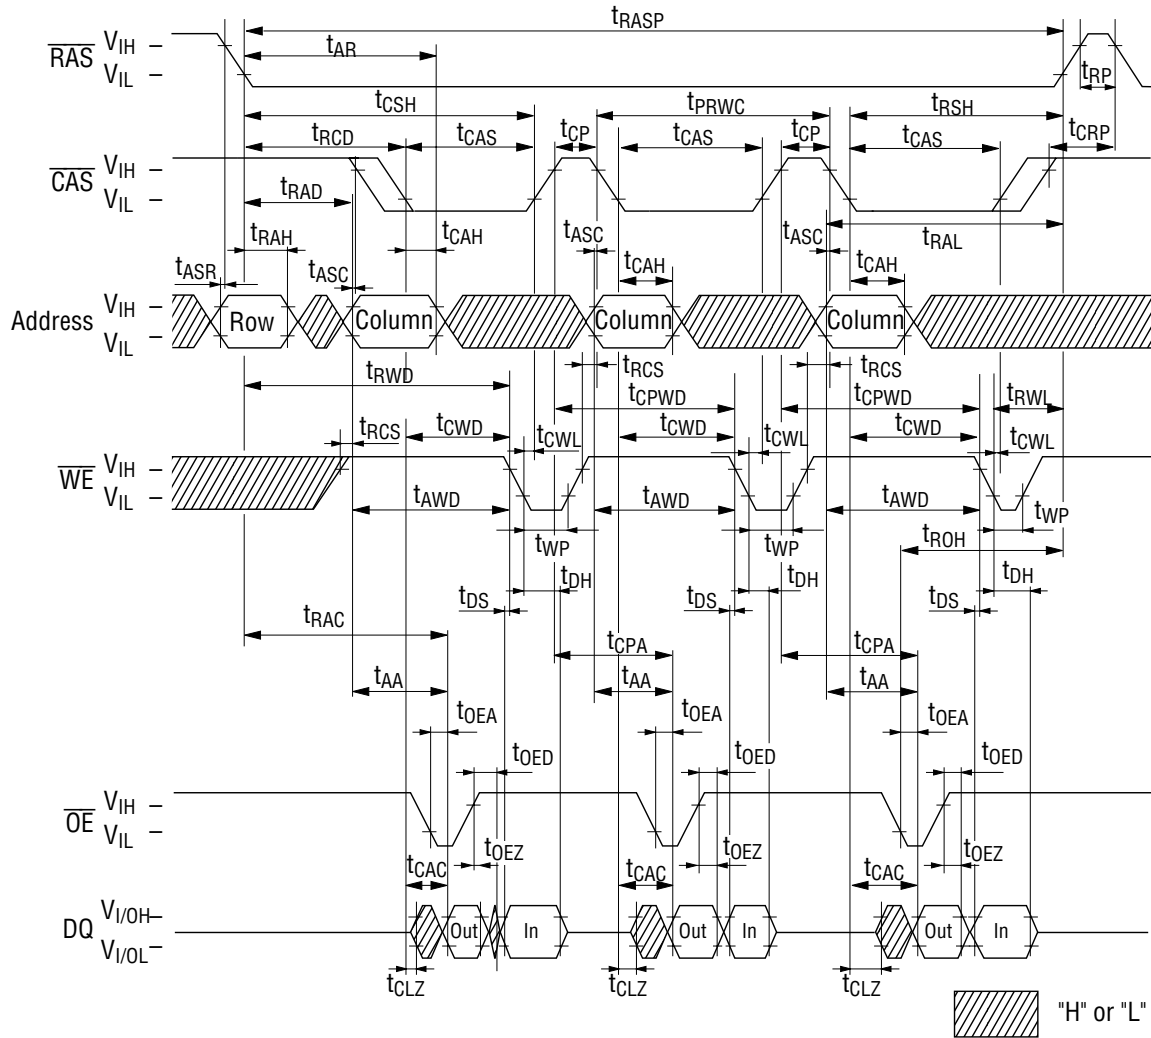 tRASP
RAS VIH
VIL
tAR
tRP
tCSH
tPRWC
tRSH
tRCD
tCAS
tCP
tCAS
tCP
tCAS
tCRP
CAS VIH
VIL
tRAD
tRAH
tCAH
tASC
tASC
tRAL
tASR
tASC
tCAH
tCAH
Address VIH
VIL
Row
Column
Column
Column
tRWD
tRCS
tRCS
tCPWD
tCPWD
tRWL
tRCS
tCWD
tCWL
tCWD
tCWL
tCWD
tCWL
WE VIH
VIL
tAWD
tAWD
tAWD
tWP
tWP
tWP
tROH
tDH
tDH
tDH
tDS
tDS
tDS
tRAC
tCPA
tCPA
tAA
tAA
tAA
tOEA
tOEA
tOEA
tOED
tOED
tOED
OE VIH
VIL
tCAC
tOEZ
tCAC
tOEZ
tCAC
tOEZ
DQ VI/OH
VI/OL
Out
In
Out
In
Out
In
tCLZ
tCLZ
tCLZ
"H" or "L"